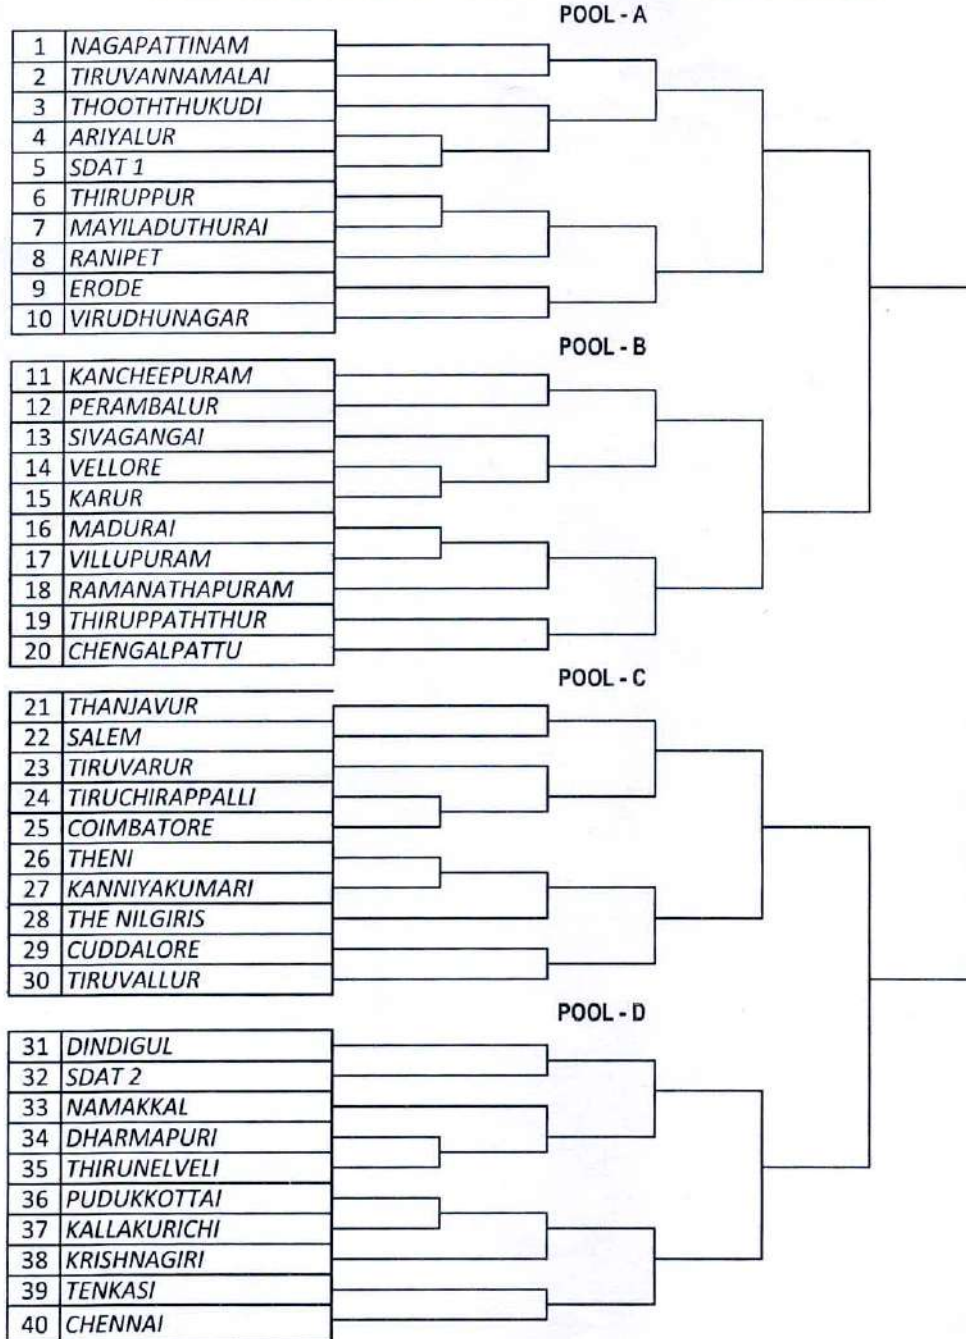 POOL - A
1 NAGAPATTINAM
2 TIRUVANNAMALAI
3 THOOTHTHUKUDI
4 ARIYALUR
5 SDAT 1
6 THIRUPPUR
7 MAYILADUTHURAI
8 RANIPET
9 ERODE
10 VIRUDHUNAGAR
POOL - B
11 KANCHEEPURAM
12 PERAMBALUR
13 SIVAGANGAI
14 VELLORE
15 KARUR
16 MADURAI
17 VILLUPURAM
18 RAMANATHAPURAM
19 THIRUPPATHTHUR
20 CHENGALPATTU
POOL - C
21 THANJAVUR
22 SALEM
23 TIRUVARUR
24 TIRUCHIRAPPALLI
25 COIMBATORE
26 THENI
27 KANNIYAKUMARI
28 THE NILGIRIS
29 CUDDALORE
30 TIRUVALLUR
POOL - D
31 DINDIGUL
32 SDAT 2
33 NAMAKKAL
34 DHARMAPURI
35 THIRUNELVELI
36 PUDUKKOTTAI
37 KALLAKURICHI
38 KRISHNAGIRI
39 TENKASI
40 CHENNAI